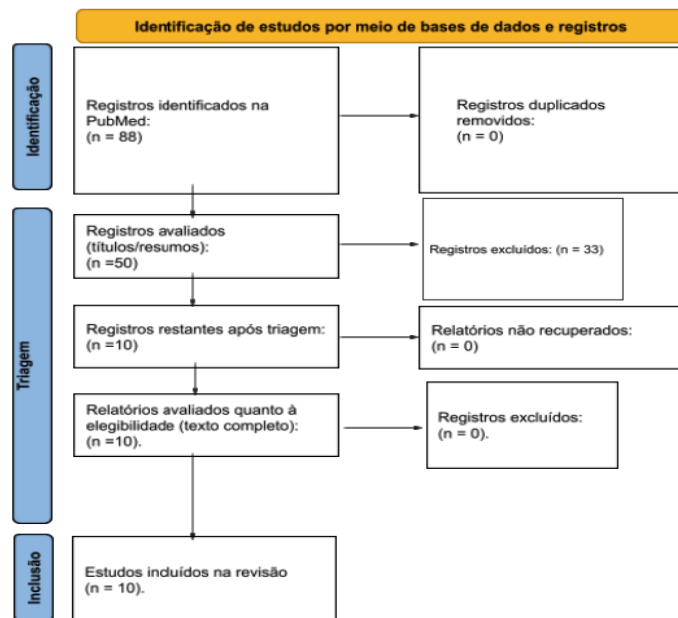 Identificação de estudos por meio de bases de dados e registros
Identificação
Registros identificados na
PubMed:
(n = 88)
Registros duplicados
removidos:
(n = 0)
Triagem
Registros avaliados
(títulos/resumos):
(n =50)
Registros excluídos: (n = 33)
Registros restantes após triagem:
(n =10)
Relatórios não recuperados:
(n = 0)
Relatórios avaliados quanto à
elegibilidade (texto completo):
(n =10).
Registros excluídos:
(n = 0).
Inclusão
Estudos incluídos na revisão
(n = 10).